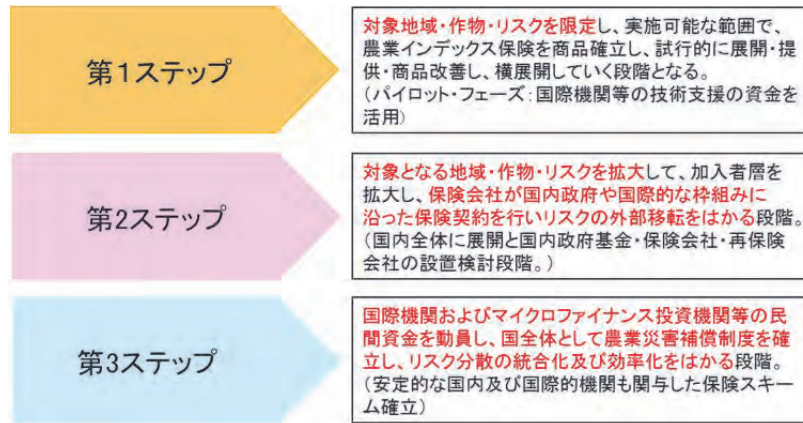 第1ステップ
対象地域・作物・リスクを限定し、実施可能な範囲で、
農業インデックス保険を商品確立し、試行的に展開・提
供・商品改善し、横展開していく段階となる。
（パイロット・フェーズ：国際機関等の技術支援の資金を
活用）
第2ステップ
対象となる地域・作物・リスクを拡大して、加入者層を
拡大し、保険会社が国内政府や国際的な枠組みに
沿った保険契約を行いリスクの外部移転をはかる段階。
（国内全体に展開と国内政府基金・保険会社・再保険
会社の設置検討段階。）
第3ステップ
国際機関およびマイクロファイナンス投資機関等の民
間資金を動員し、国全体として農業災害補償制度を確
立し、リスク分散の統合化及び効率化をはかる段階。
（安定的な国内及び国際的機関も関与した保険スキー
ム確立）